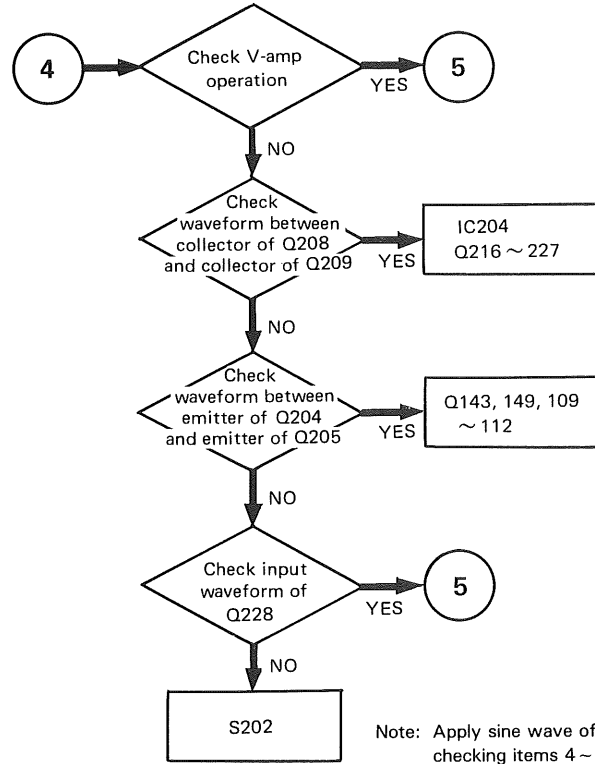 4
Check V-amp
operation
YES
5
NO
Check
waveform between
collector of Q208
and collector of Q209
YES
IC204
Q216 ~ 227
NO
Check
waveform between
emitter of Q204
and emitter of Q205
YES
Q143, 149, 109
~ 112
NO
Check input
waveform of
Q228
YES
5
NO
S202
Note: Apply sine wave of
checking items 4 ~